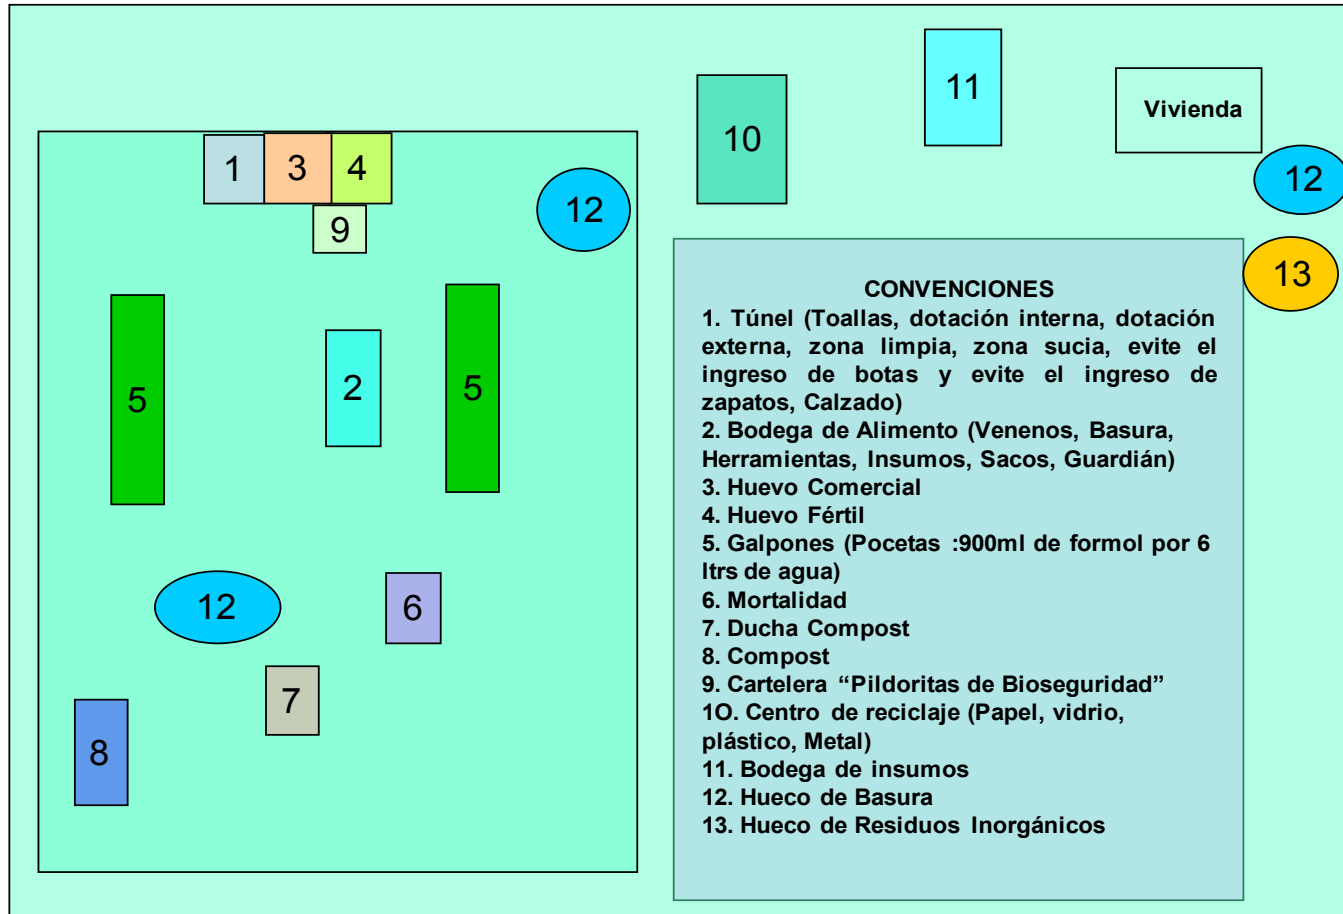 11
Vivienda
10
1
3
4
12
12
9
13
5
2
5
12
6
7
8
CONVENCIONES
1. Túnel (Toallas, dotación interna, dotación
externa, zona limpia, zona sucia, evite el
ingreso de botas y evite el ingreso de
zapatos, Calzado)
2. Bodega de Alimento (Venenos, Basura,
Herramientas, Insumos, Sacos, Guardián)
3. Huevo Comercial
4. Huevo Fértil
5. Galpones (Pocetas :900ml de formol por 6
ltrs de agua)
6. Mortalidad
7. Ducha Compost
8. Compost
9. Cartelera “Pildoritas de Bioseguridad”
1O. Centro de reciclaje (Papel, vidrio,
plástico, Metal)
11. Bodega de insumos
12. Hueco de Basura
13. Hueco de Residuos Inorgánicos